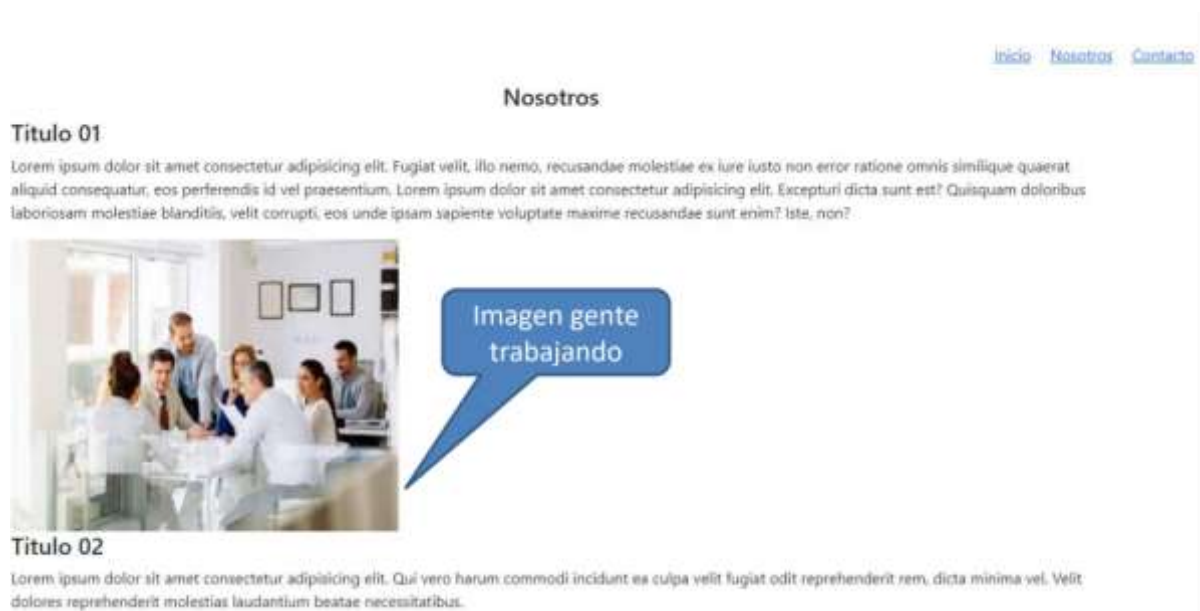 Inicio Nosotros Contacto
Nosotros
Titulo 01
Lorem ipsum dolor sit amet consectetur adipisicing elit. Fugiat velit, illo nemo, recusandae molestiae ex iure iusto non error ratione omnis similique quaerat
aliquid consequatur, eos perferendis id vel praesentium. Lorem ipsum dolor sit amet consectetur adipisicing elit. Excepturi dicta sunt est? Quisquam doloribus
laboriosam molestiae blanditiis, velit corrupti, eos unde ipsam sapiente voluptate maxime recusandae sunt enim? Iste, non?
Imagen gente
trabajando
Titulo 02
Lorem ipsum dolor sit amet consectetur adipisicing elit. Qui vero harum commodi incidunt ea culpa velit fugiat odit reprehenderit rem, dicta minima vel. Velit
dolores reprehenderit molestias laudantium beatae necessitatibus.